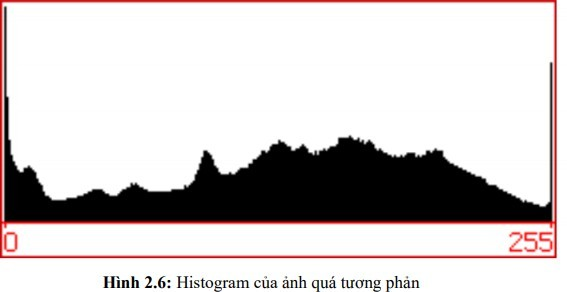 0 255
Hình 2.6: Histogram của ảnh quá tương phản